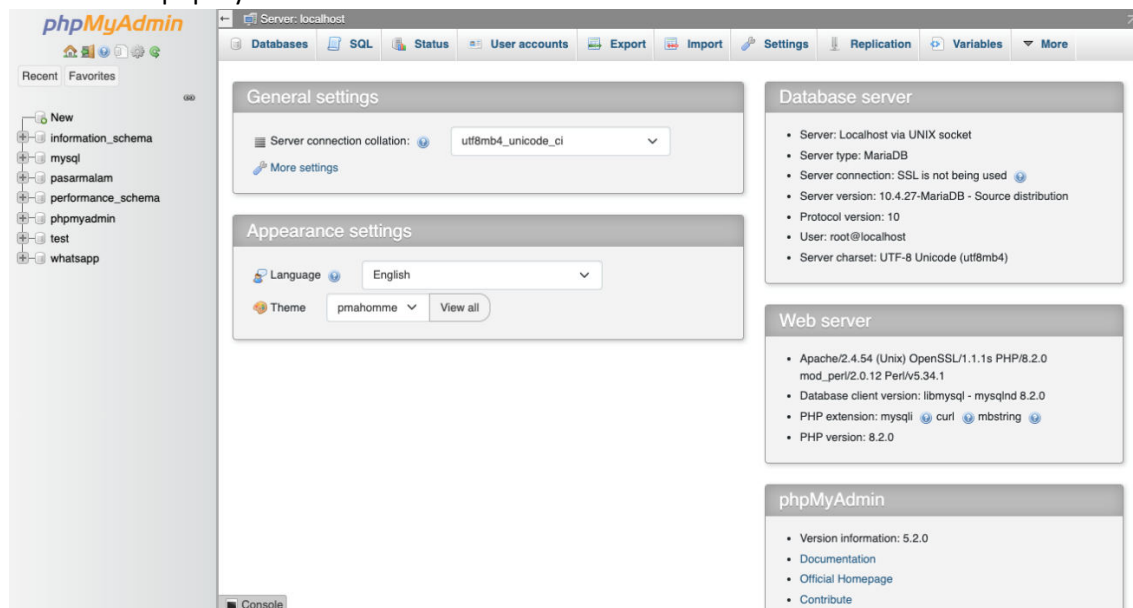 phpMyAdmin
Recent Favorites
New
information_schema
mysql
pasarmalam
performance_schema
phpmyadmin
test
whatsapp
Server: localhost
Databases SQL Status User accounts Export Import Settings Replication Variables More
General settings
Server connection collation: utf8mb4_unicode_ci
More settings
Appearance settings
Language English
Theme pmahomme View all
Database server
Server: Localhost via UNIX socket
Server type: MariaDB
Server connection: SSL is not being used
Server version: 10.4.27-MariaDB - Source distribution
Protocol version: 10
User: root@localhost
Server charset: UTF-8 Unicode (utf8mb4)
Web server
Apache/2.4.54 (Unix) OpenSSL/1.1.1s PHP/8.2.0
mod_perl/2.0.12 Perl/v5.34.1
Database client version: libmysql - mysqlnd 8.2.0
PHP extension: mysqli curl mbstring
PHP version: 8.2.0
phpMyAdmin
Version information: 5.2.0
Documentation
Official Homepage
Contribute
Console